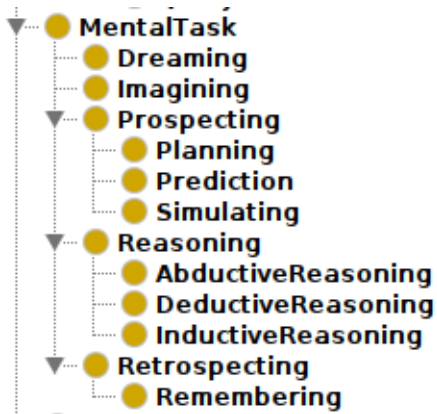 MentalTask
Dreaming
Imagining
Prospecting
Planning
Prediction
Simulating
Reasoning
AbductiveReasoning
DeductiveReasoning
InductiveReasoning
Retrospecting
Remembering